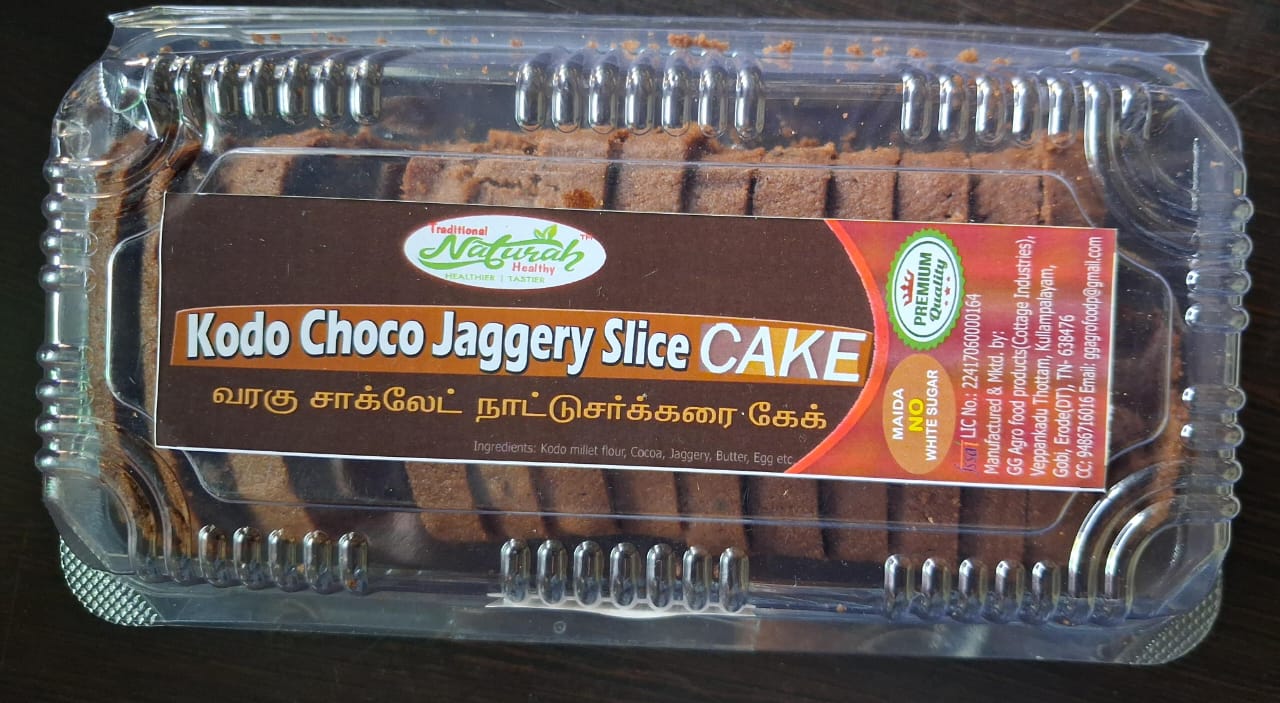 Traditional
Naturah TM
Healthy
HEALTHIER | TASTIER
Kodo Choco Jaggery Slice CAKE
வரகு சாக்லேட் நாட்டுசர்க்கரை கேக்
Ingredients: Kodo millet flour, Cocoa, Jaggery, Butter, Egg etc
PREMIUM
Quality
MAIDA
NO
WHITE SUGAR
fssai LIC No.: 22417060000164
Manufactured & Mktd. by:
GG Agro food products(Cottage Industries),
Veppankadu Thottam, Kullampalayam,
Gobi, Erode(DT), TN- 638476
CC: 9486716016 Email: ggagrofoodp@gmail.com